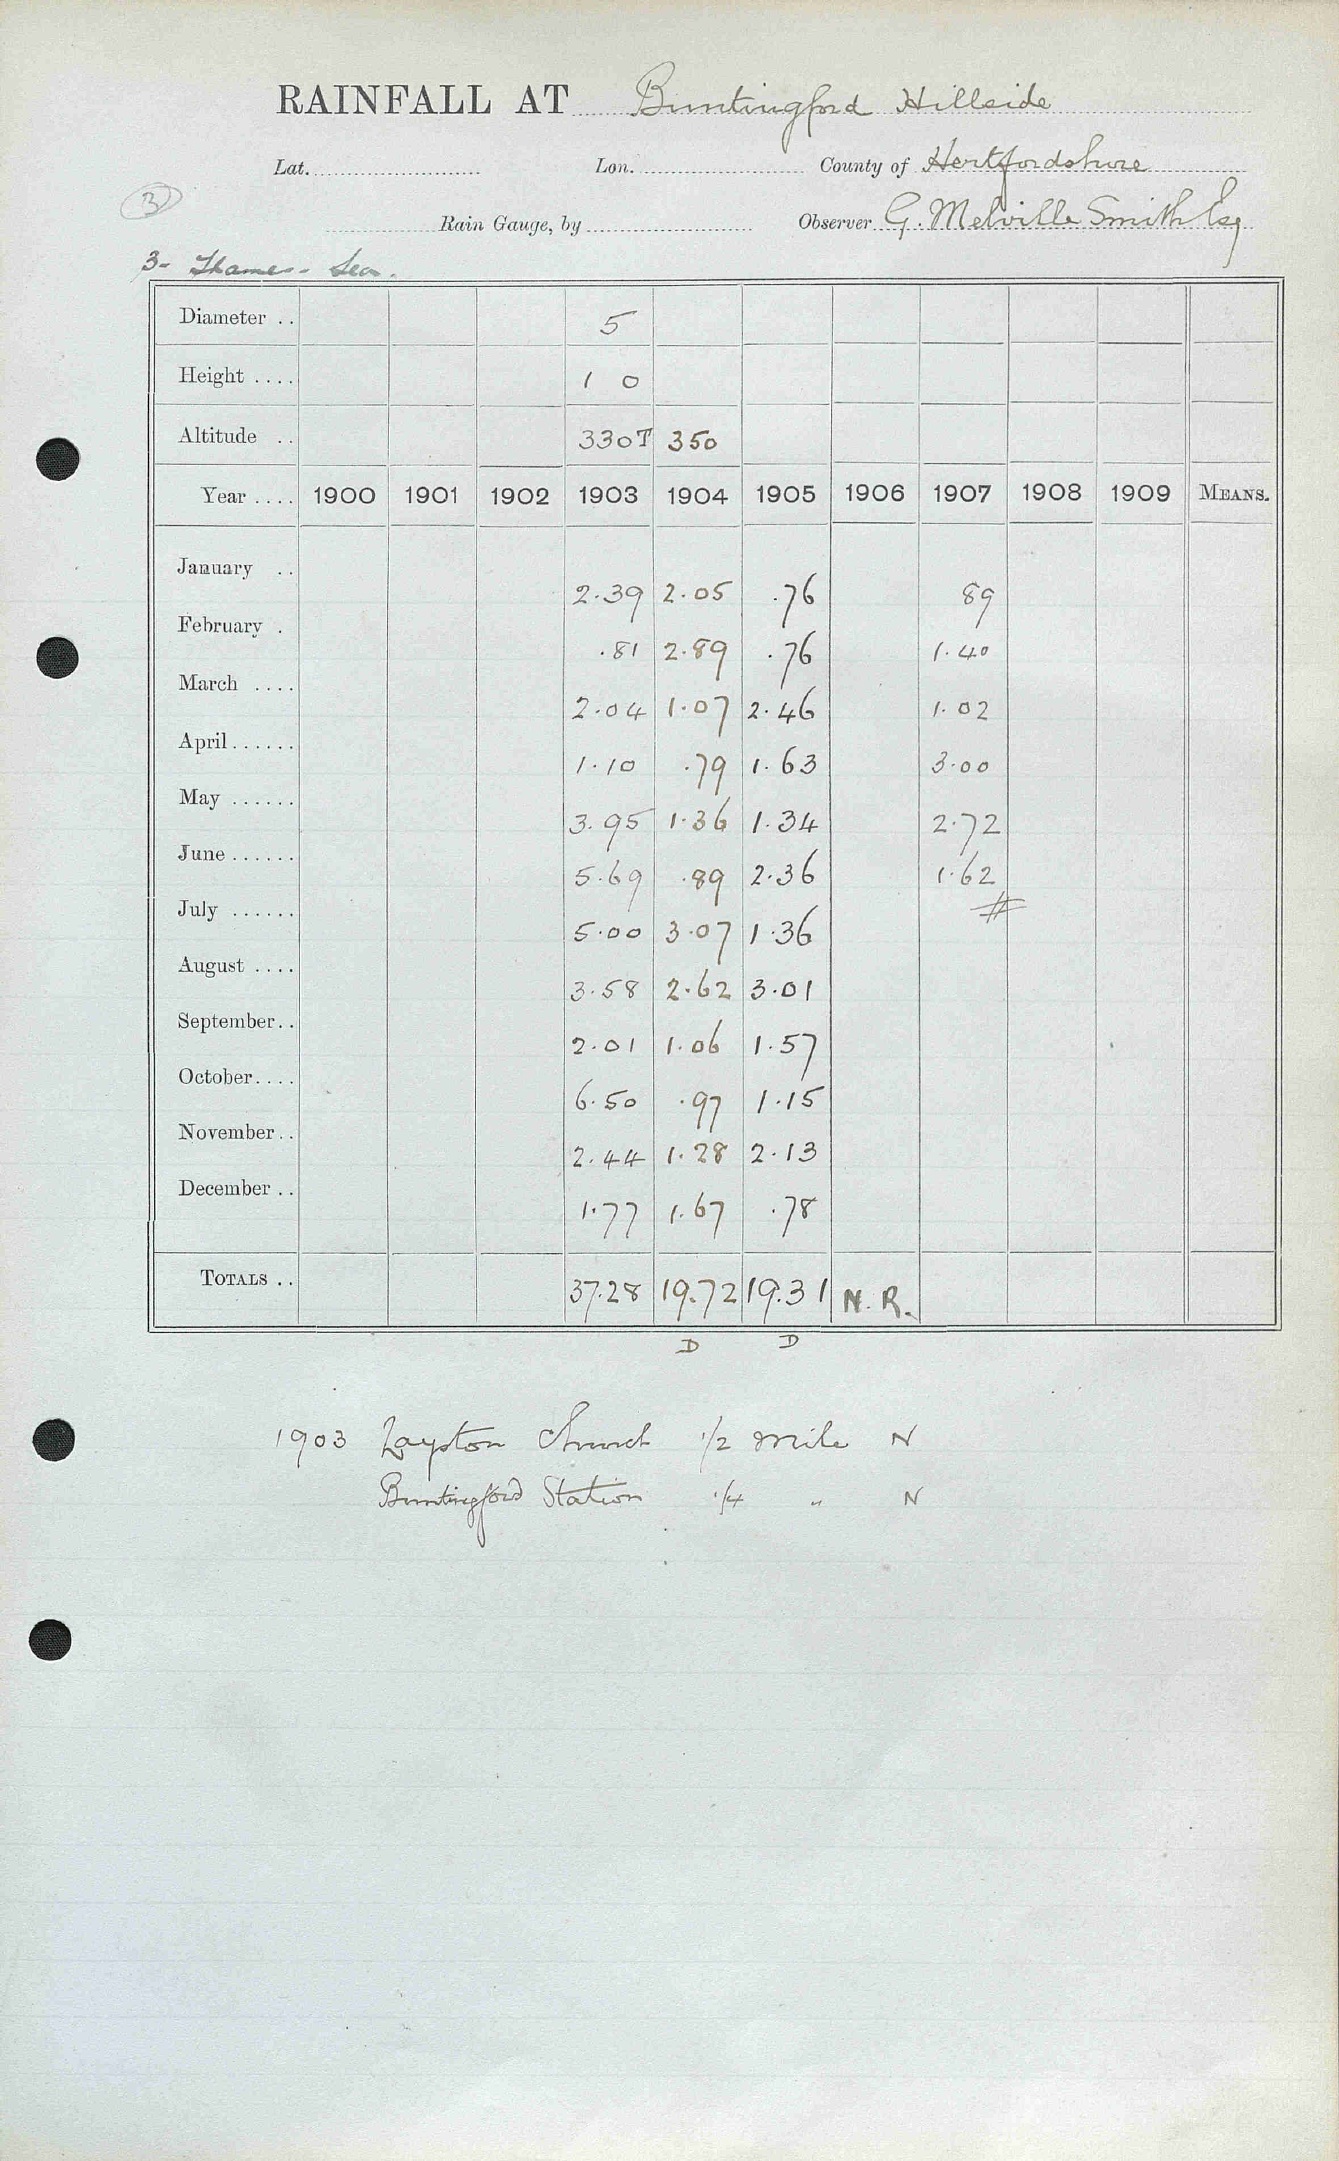 RAINFALL AT Buntingford Hillside
Lat. Lon. County of Hertfordshire
3
Rain Gauge, by Observer G. Melville Smith Esq
3- Thames - Lea.
Diameter .. 5
Height .... 1 0
Altitude .. 330T 350
Year .... 1900 1901 1902 1903 1904 1905 1906 1907 1908 1909 MEANS.
January .. 2.39 2.05 .76 89
February . .81 2.89 .76 1.40
March .... 2.04 1.07 2.46 1.02
April ...... 1.10 .79 1.63 3.00
May ...... 3.95 1.36 1.34 2.72
June ...... 5.69 .89 2.36 1.62
July ...... 5.00 3.07 1.36 #
August .... 3.58 2.62 3.01
September.. 2.01 1.06 1.57
October.... 6.50 .97 1.15
November.. 2.44 1.28 2.13
December .. 1.77 1.67 .78
TOTALS .. 37.28 19.72 19.31 N.R.
D D
1903 Layston Church 1/2 mile N
Buntingford Station 1/4 " N